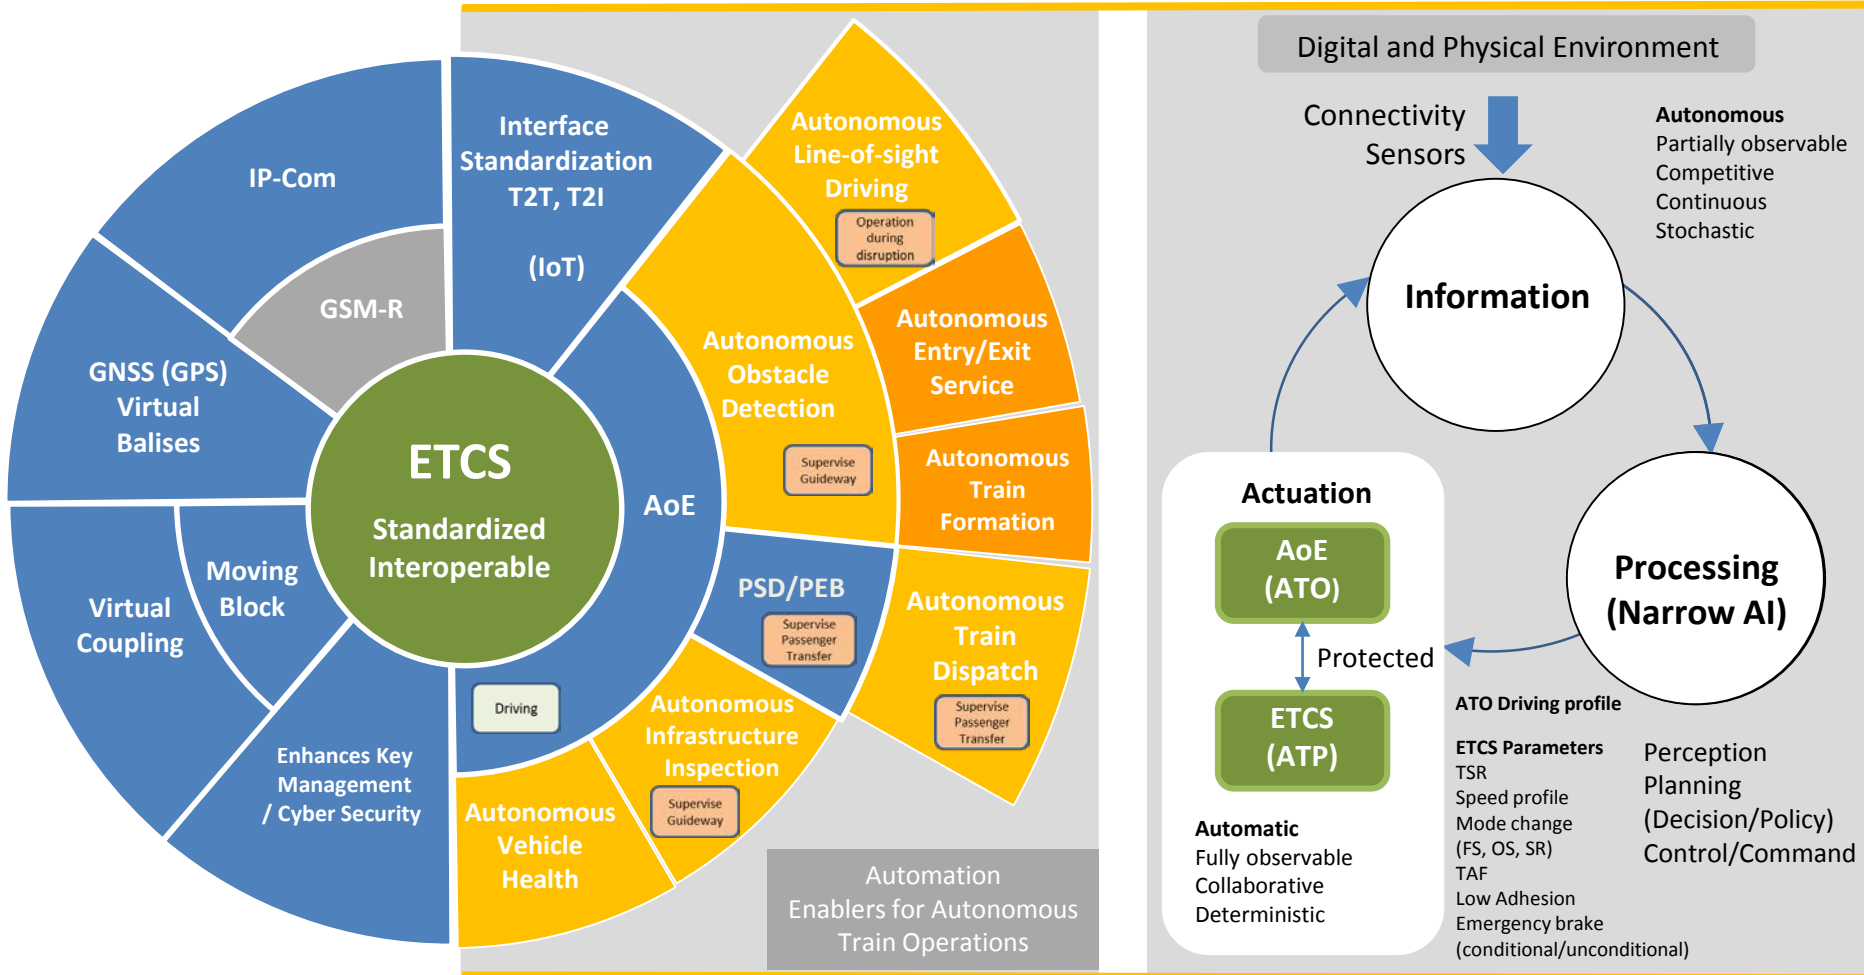 IP-Com
GSM-R
GNSS (GPS)
Virtual
Balises
Virtual
Coupling
Moving
Block
Enhances Key
Management
/ Cyber Security
ETCS
Standardized
Interoperable
Interface
Standardization
T2T, T2I
(IoT)
AoE
Driving
Autonomous
Line-of-sight
Driving
Operation
during
disruption
Autonomous
Obstacle
Detection
Supervise
Guideway
Autonomous
Entry/Exit
Service
Autonomous
Train
Formation
PSD/PEB
Supervise
Passenger
Transfer
Autonomous
Train
Dispatch
Supervise
Passenger
Transfer
Autonomous
Infrastructure
Inspection
Supervise
Guideway
Autonomous
Vehicle
Health
Automation
Enablers for Autonomous
Train Operations
Digital and Physical Environment
Connectivity
Sensors
Autonomous
Partially observable
Competitive
Continuous
Stochastic
Information
Processing
(Narrow AI)
Actuation
AoE
(ATO)
Protected
ETCS
(ATP)
Automatic
Fully observable
Collaborative
Deterministic
ATO Driving profile
ETCS Parameters
TSR
Speed profile
Mode change
(FS, OS, SR)
TAF
Low Adhesion
Emergency brake
(conditional/unconditional)
Perception
Planning
(Decision/Policy)
Control/Command